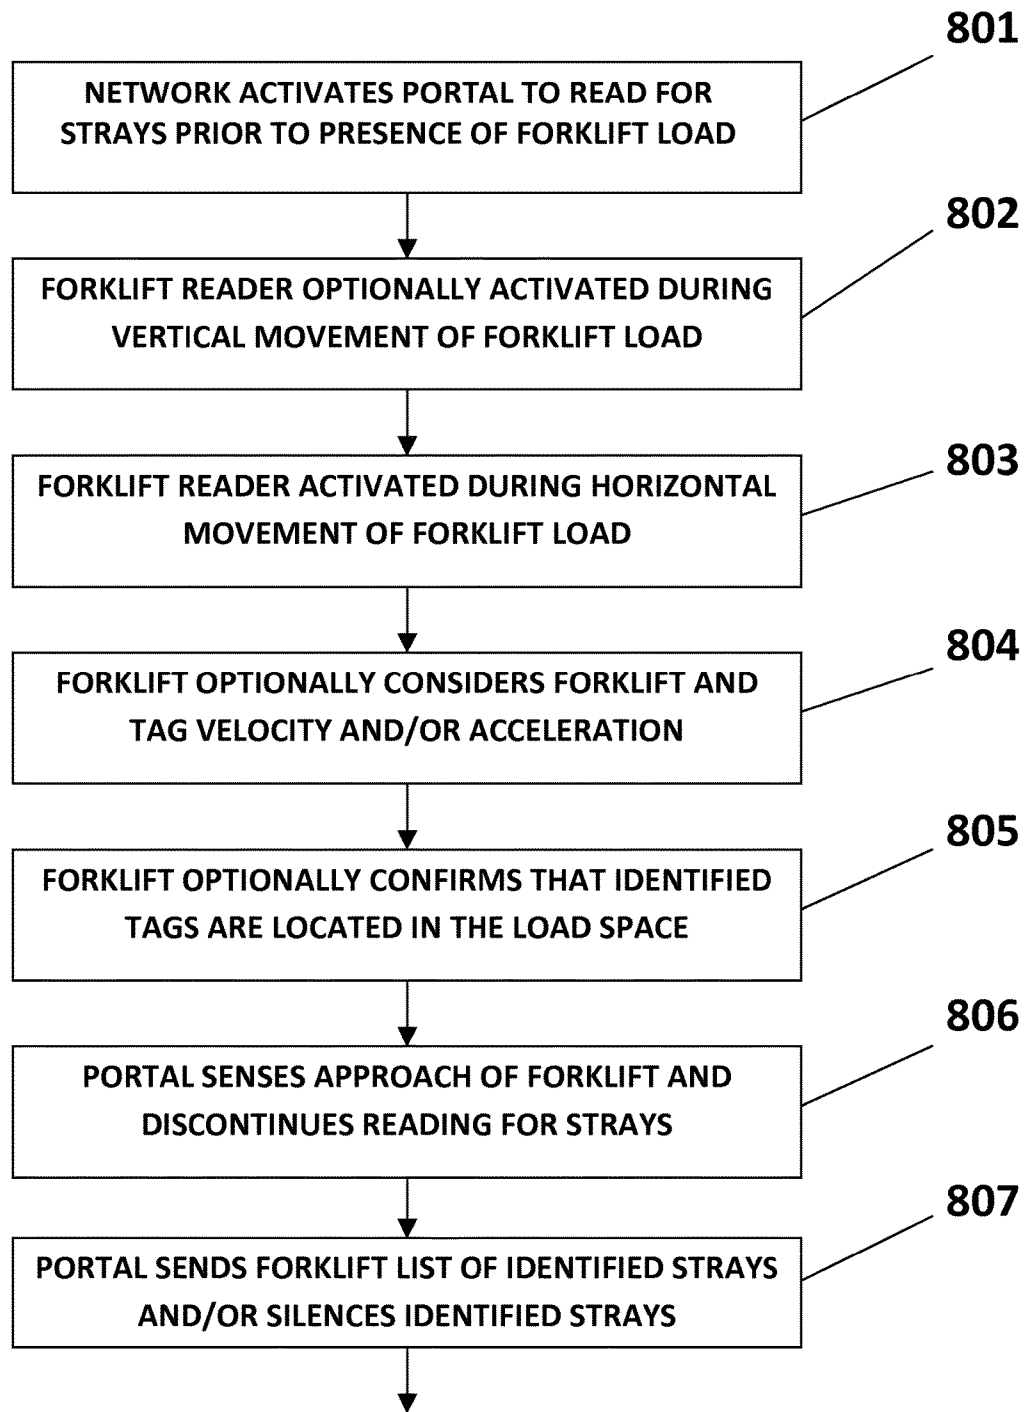 801
NETWORK ACTIVATES PORTAL TO READ FOR
STRAYS PRIOR TO PRESENCE OF FORKLIFT LOAD
802
FORKLIFT READER OPTIONALLY ACTIVATED DURING
VERTICAL MOVEMENT OF FORKLIFT LOAD
803
FORKLIFT READER ACTIVATED DURING HORIZONTAL
MOVEMENT OF FORKLIFT LOAD
804
FORKLIFT OPTIONALLY CONSIDERS FORKLIFT AND
TAG VELOCITY AND/OR ACCELERATION
805
FORKLIFT OPTIONALLY CONFIRMS THAT IDENTIFIED
TAGS ARE LOCATED IN THE LOAD SPACE
806
PORTAL SENSES APPROACH OF FORKLIFT AND
DISCONTINUES READING FOR STRAYS
807
PORTAL SENDS FORKLIFT LIST OF IDENTIFIED STRAYS
AND/OR SILENCES IDENTIFIED STRAYS